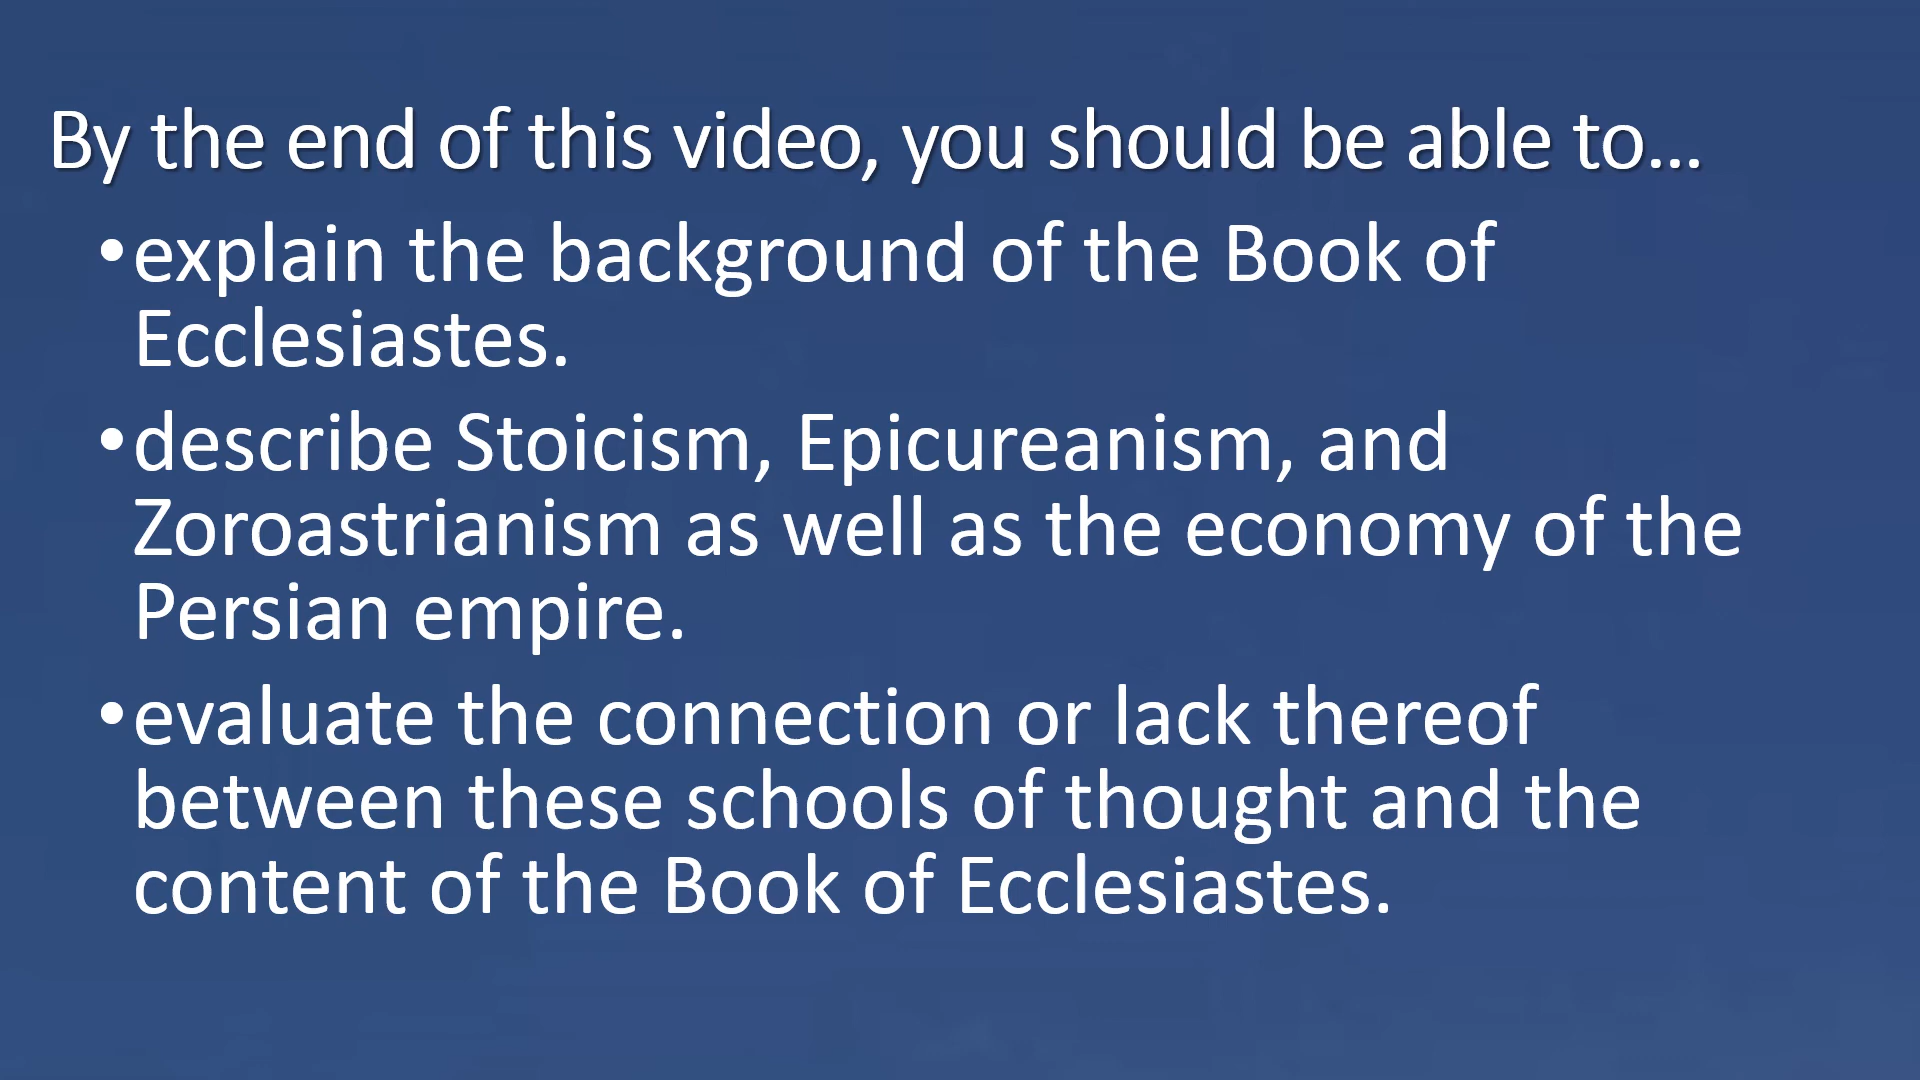 By the end of this video, you should be able to...
•explain the background of the Book of
Ecclesiastes.
•describe Stoicism, Epicureanism, and
Zoroastrianism as well as the economy of the
Persian empire.
•evaluate the connection or lack thereof
between these schools of thought and the
content of the Book of Ecclesiastes.